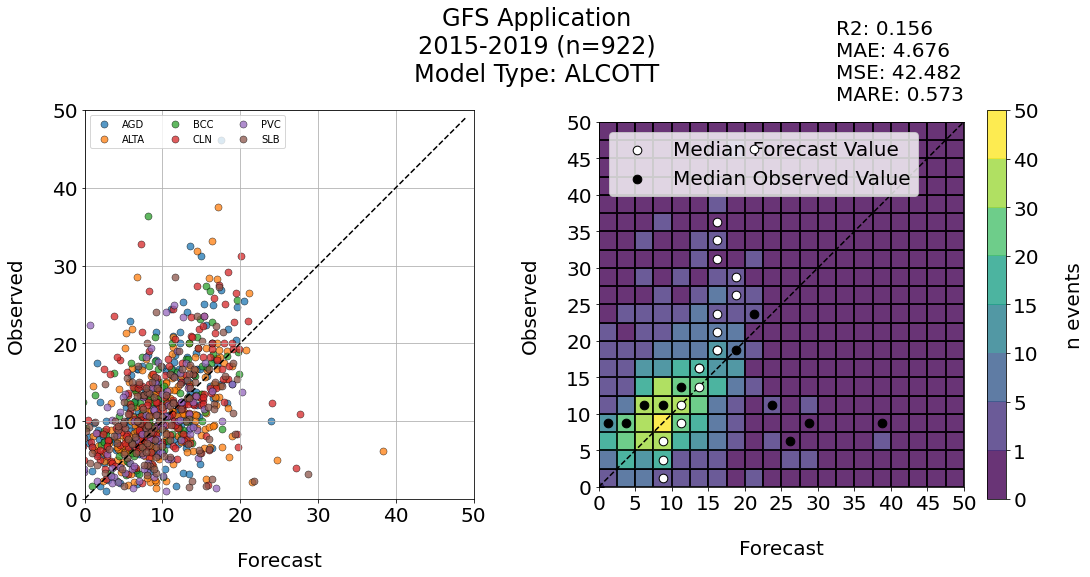 GFS Application
2015-2019 (n=922)
Model Type: ALCOTT
R2: 0.156
MAE: 4.676
MSE: 42.482
MARE: 0.573
AGD BCC PVC
ALTA CLN SLB
50
40
30
20
10
0
0 10 20 30 40 50
Observed
Forecast
Median Forecast Value
Median Observed Value
50
45
40
35
30
25
20
15
10
5
0
0 5 10 15 20 25 30 35 40 45 50
Observed
Forecast
50
40
30
20
15
10
5
1
0
n events